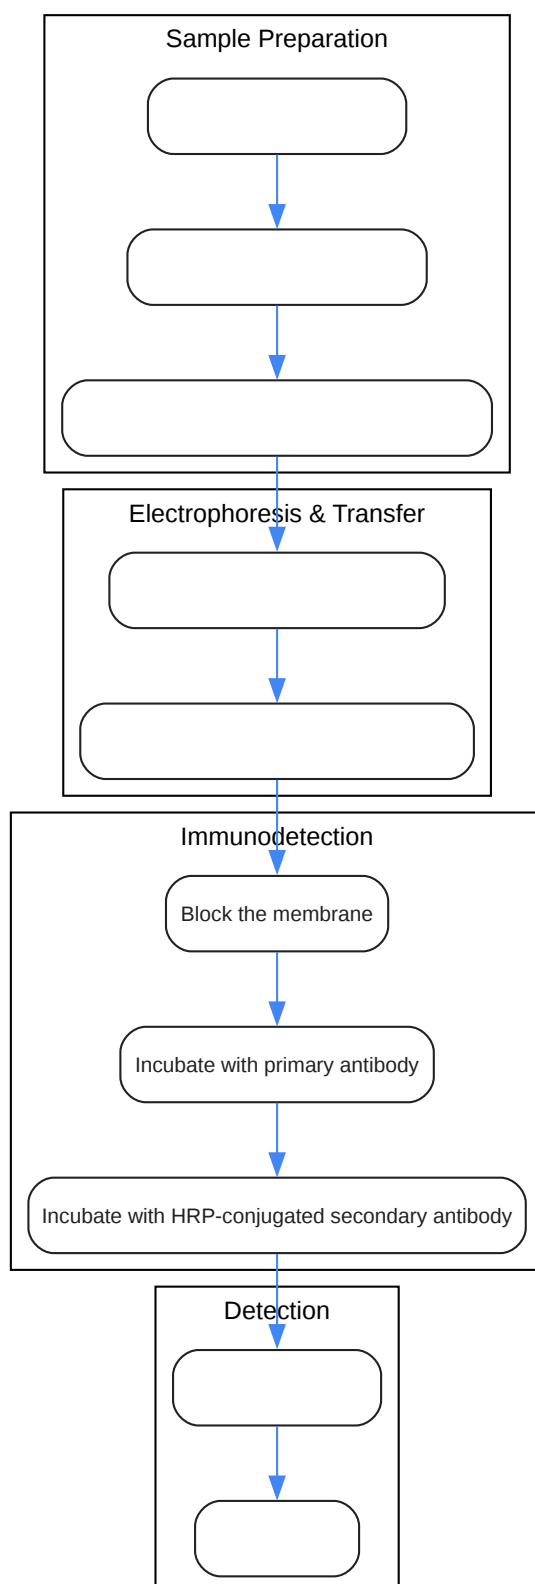 Sample Preparation
Electrophoresis & Transfer
Immunodetection
Block the membrane
Incubate with primary antibody
Incubate with HRP-conjugated secondary antibody
Detection